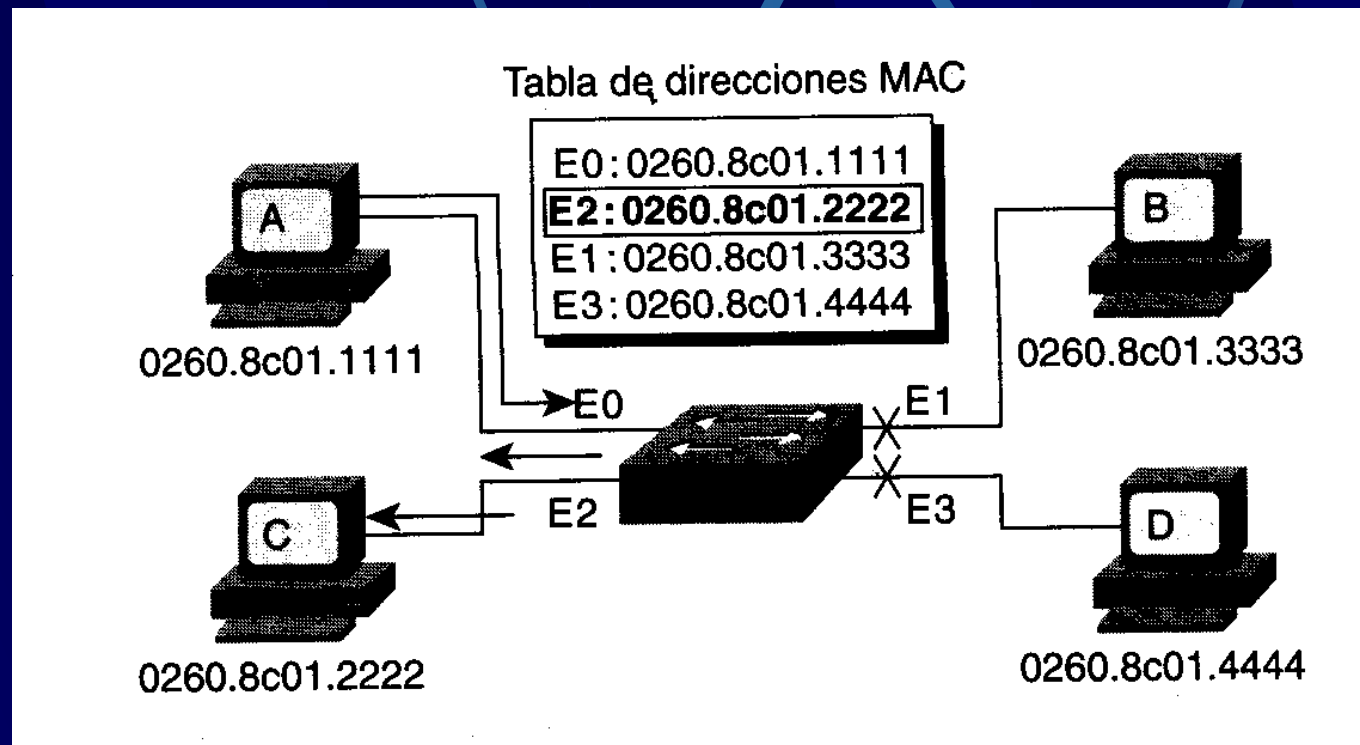 Tabla de direcciones MAC
E0:0260.8c01.1111
E2:0260.8c01.2222
E1:0260.8c01.3333
E3:0260.8c01.4444
A
B
0260.8c01.1111
0260.8c01.3333
E0
E1
E2
E3
C
D
0260.8c01.2222
0260.8c01.4444